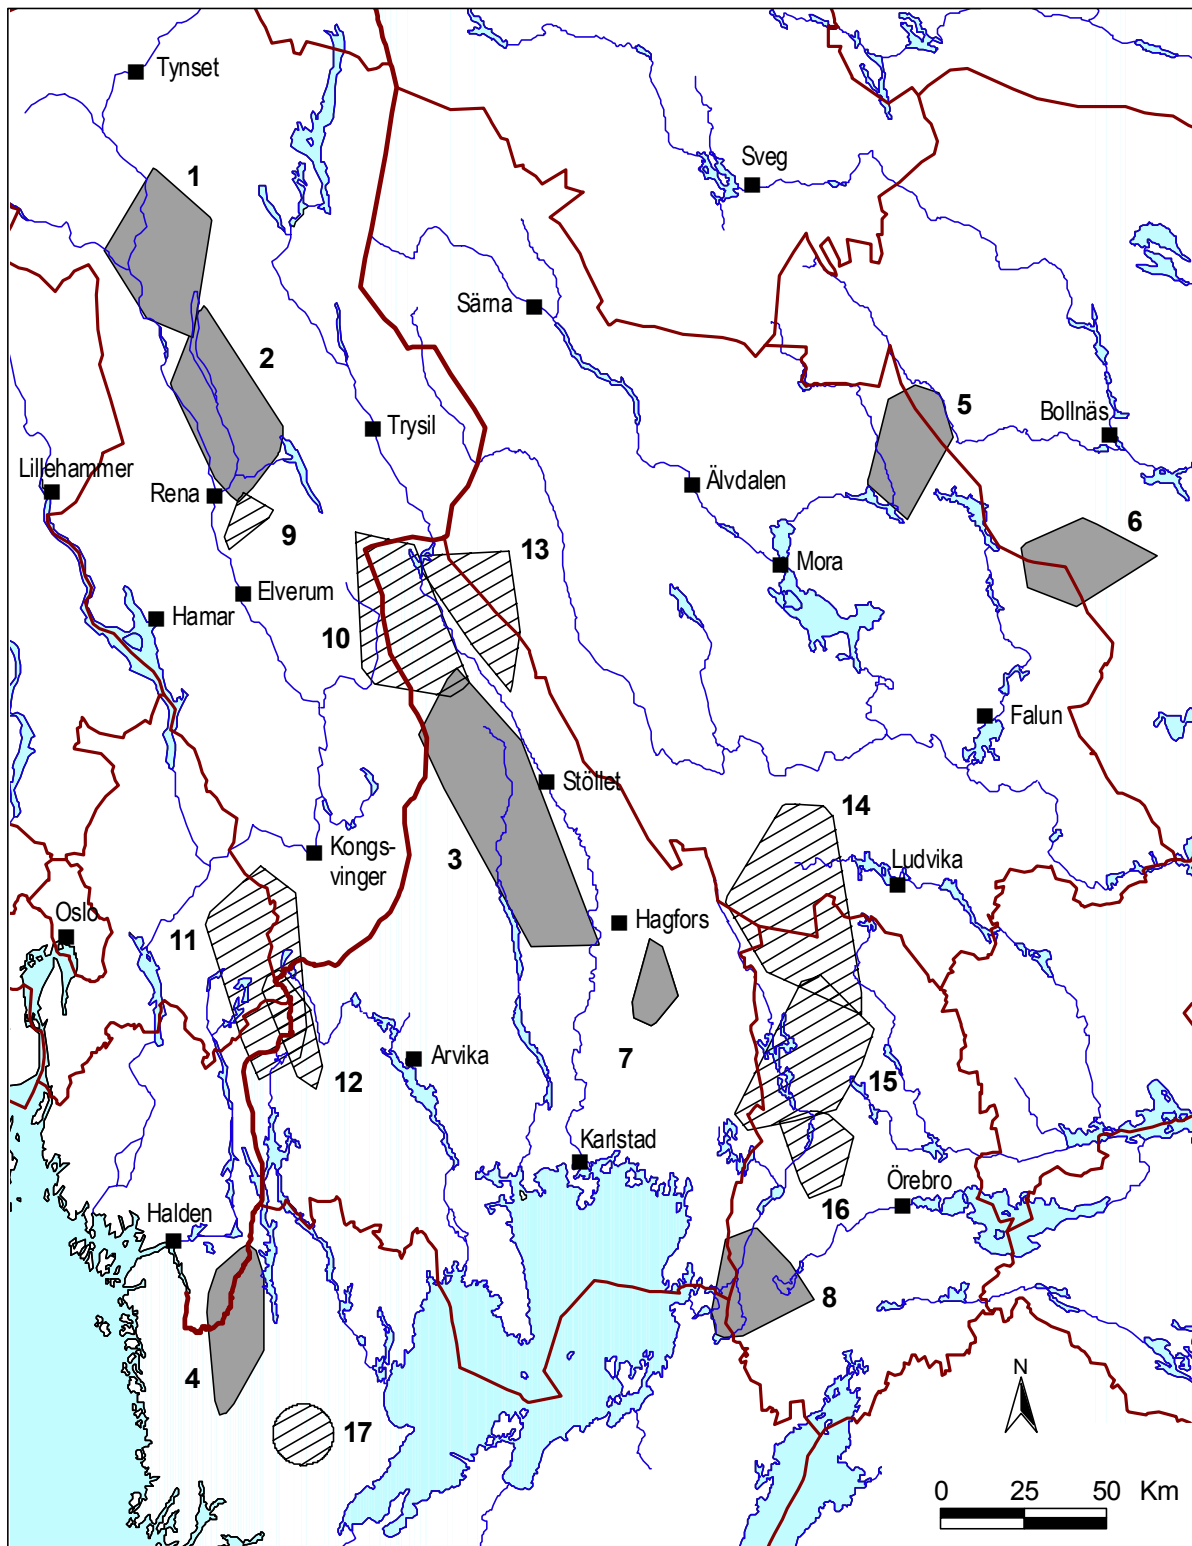 Tynset
1
Sveg
Särna
2
5
Bollnäs
Trysil
Lillehammer
Rena
Älvdalen
9
6
13
Mora
Elverum
Hamar
10
Falun
Stöllet
14
Kongs-
vinger
3
Ludvika
Oslo
11
Hagfors
7
Arvika
12
15
Karlstad
Örebro
16
Halden
8
4
17
N
0 25 50 Km